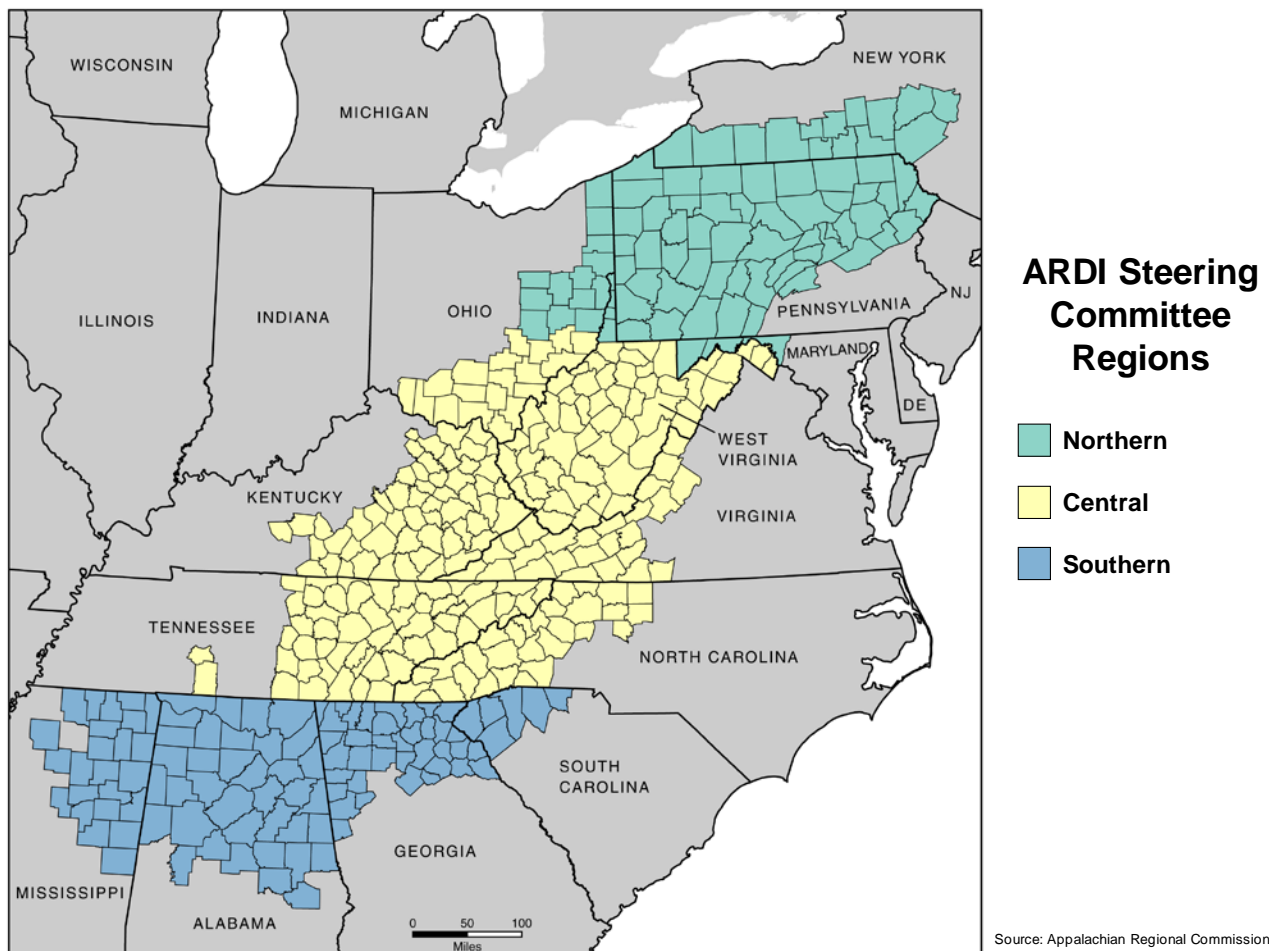 WISCONSIN
MICHIGAN
NEW YORK
ILLINOIS
INDIANA
OHIO
PENNSYLVANIA
NJ
MARYLAND
DE
WEST
VIRGINIA
KENTUCKY
VIRGINIA
TENNESSEE
NORTH CAROLINA
SOUTH
CAROLINA
GEORGIA
MISSISSIPPI
ALABAMA
0 50 100
Miles
ARDI Steering
Committee
Regions
Northern
Central
Southern
Source: Appalachian Regional Commission